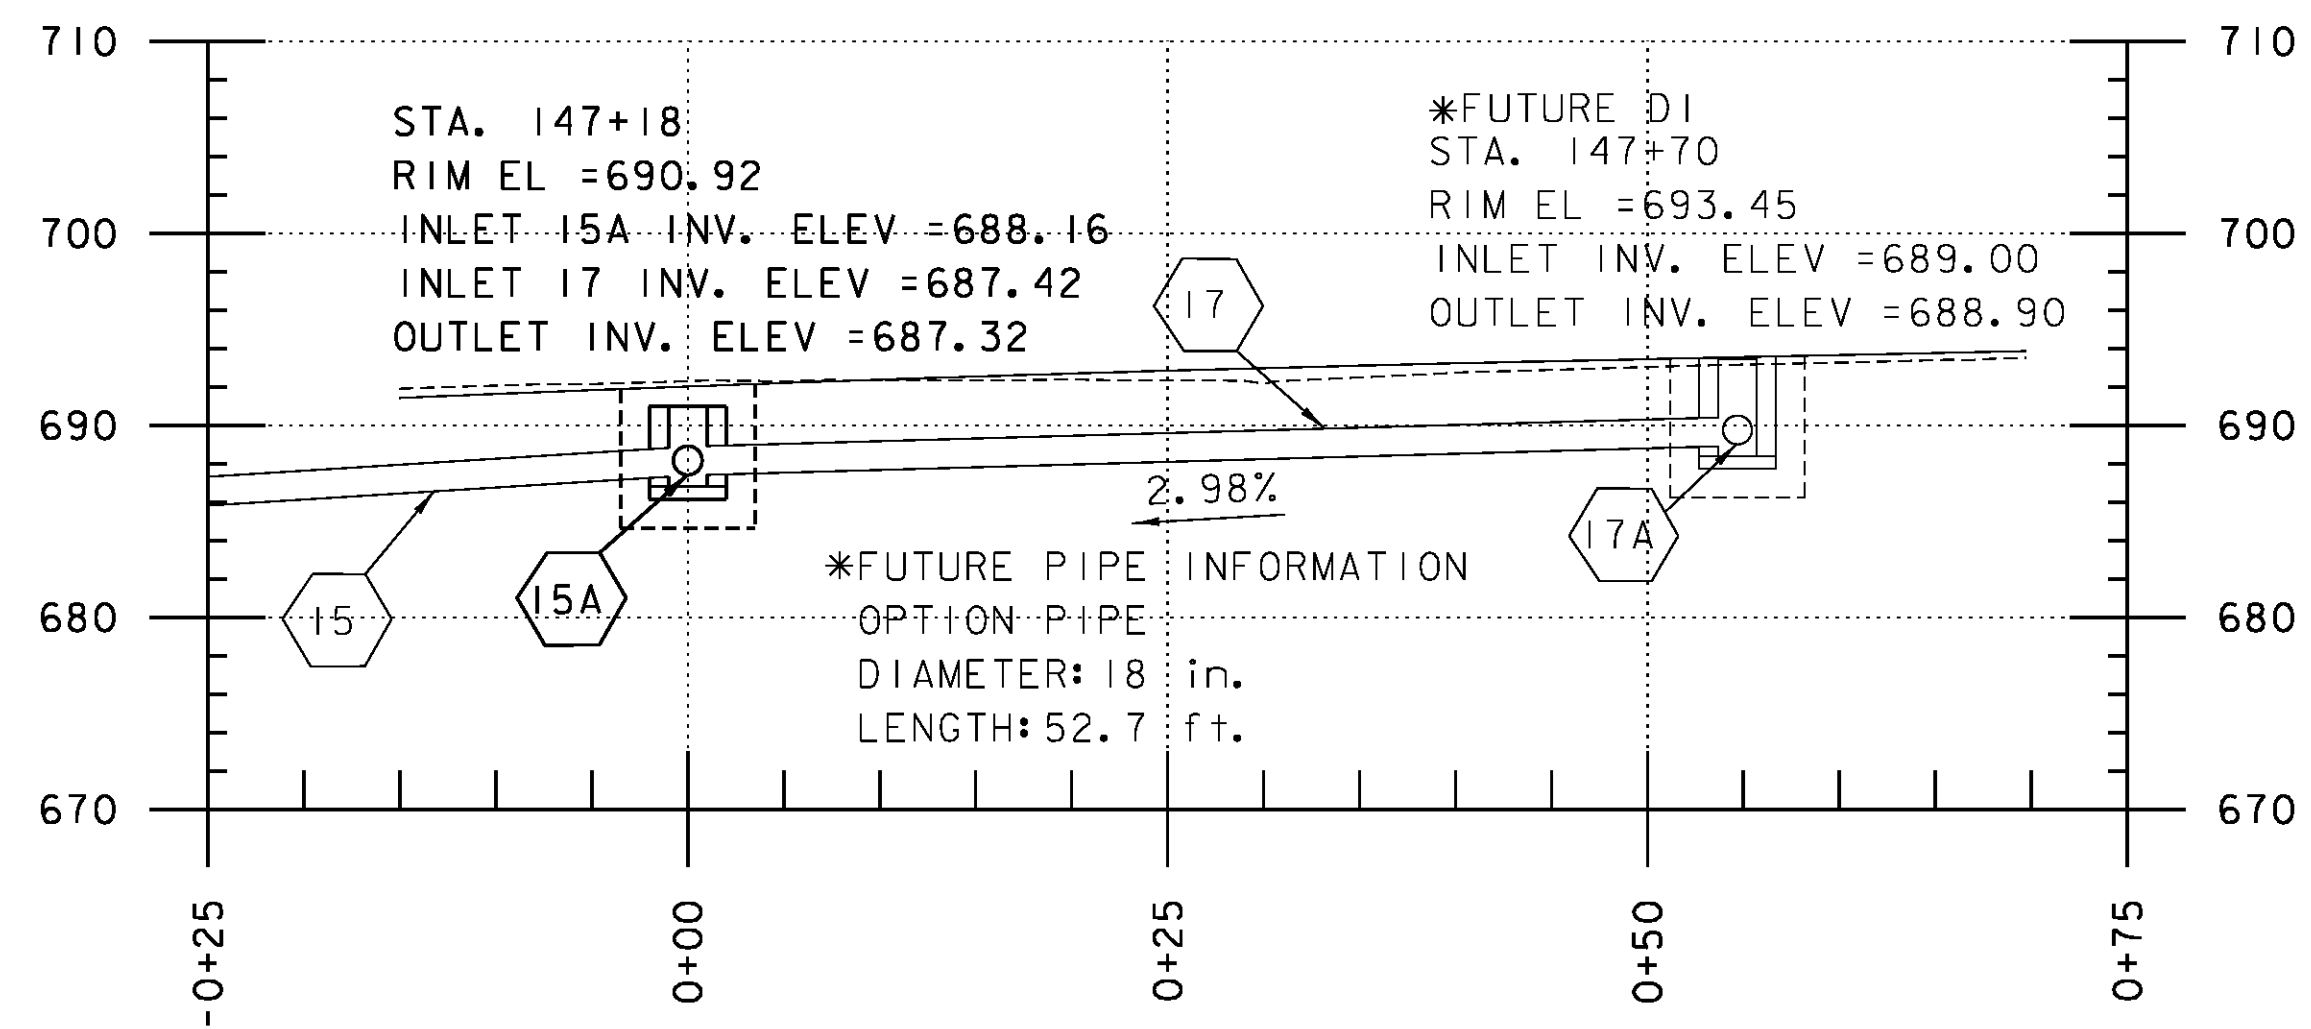 710
710
STA. 147+18
RIM EL =690.92
INLET 15A INV. ELEV =688.16
INLET 17 INV. ELEV =687.42
OUTLET INV. ELEV =687.32
*FUTURE DI
STA. 147+70
RIM EL =693.45
INLET INV. ELEV =689.00
OUTLET INV. ELEV =688.90
700
700
17
690
690
2.98%
17A
15A
15
*FUTURE PIPE INFORMATION
OPTION PIPE
DIAMETER: 18 in.
LENGTH: 52.7 ft.
680
680
670
670
-0+25
0+00
0+25
0+50
0+75